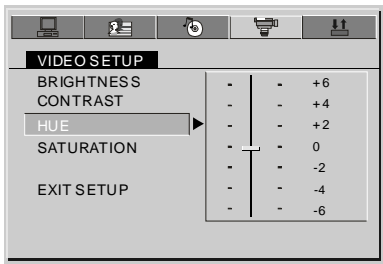 VIDEO SETUP
BRIGHTNESS
CONTRAST
HUE
SATURATION
EXIT SETUP
+6
+4
+2
0
-2
-4
-6